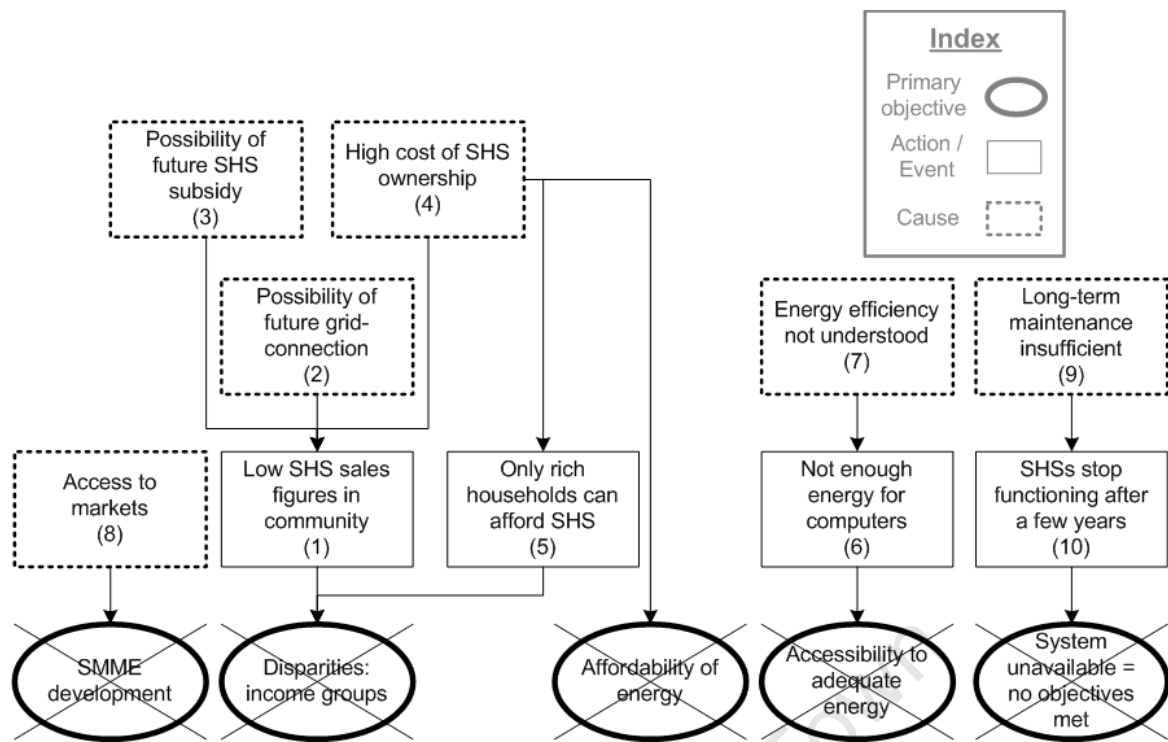 Index
Primary
objective
Action /
Event
Cause
Possibility of
future SHS
subsidy
(3)
High cost of SHS
ownership
(4)
Possibility of
future grid-
connection
(2)
Energy efficiency
not understood
(7)
Long-term
maintenance
insufficient
(9)
Access to
markets
(8)
Low SHS sales
figures in
community
(1)
Only rich
households can
afford SHS
(5)
Not enough
energy for
computers
(6)
SHSs stop
functioning after
a few years
(10)
SMME
development
Disparities:
income groups
Affordability of
energy
Accessibility to
adequate
energy
System
unavailable =
no objectives
met